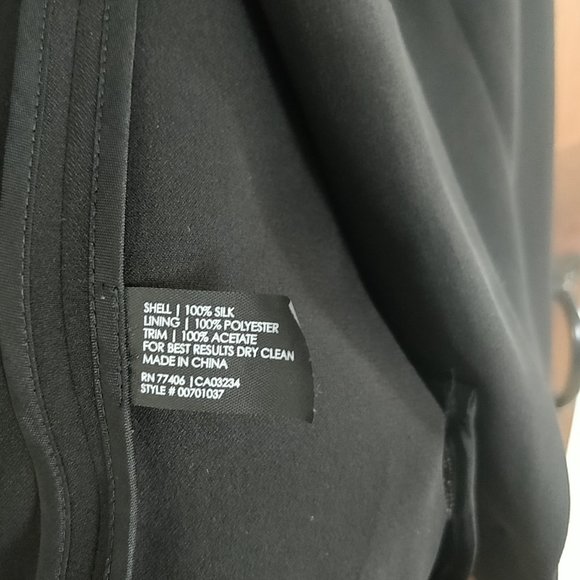 SHELL | 100% SILK
LINING | 100% POLYESTER
TRIM | 100% ACETATE
FOR BEST RESULTS DRY CLEAN
MADE IN CHINA
RN 77406 | CA03234
STYLE # 00701037